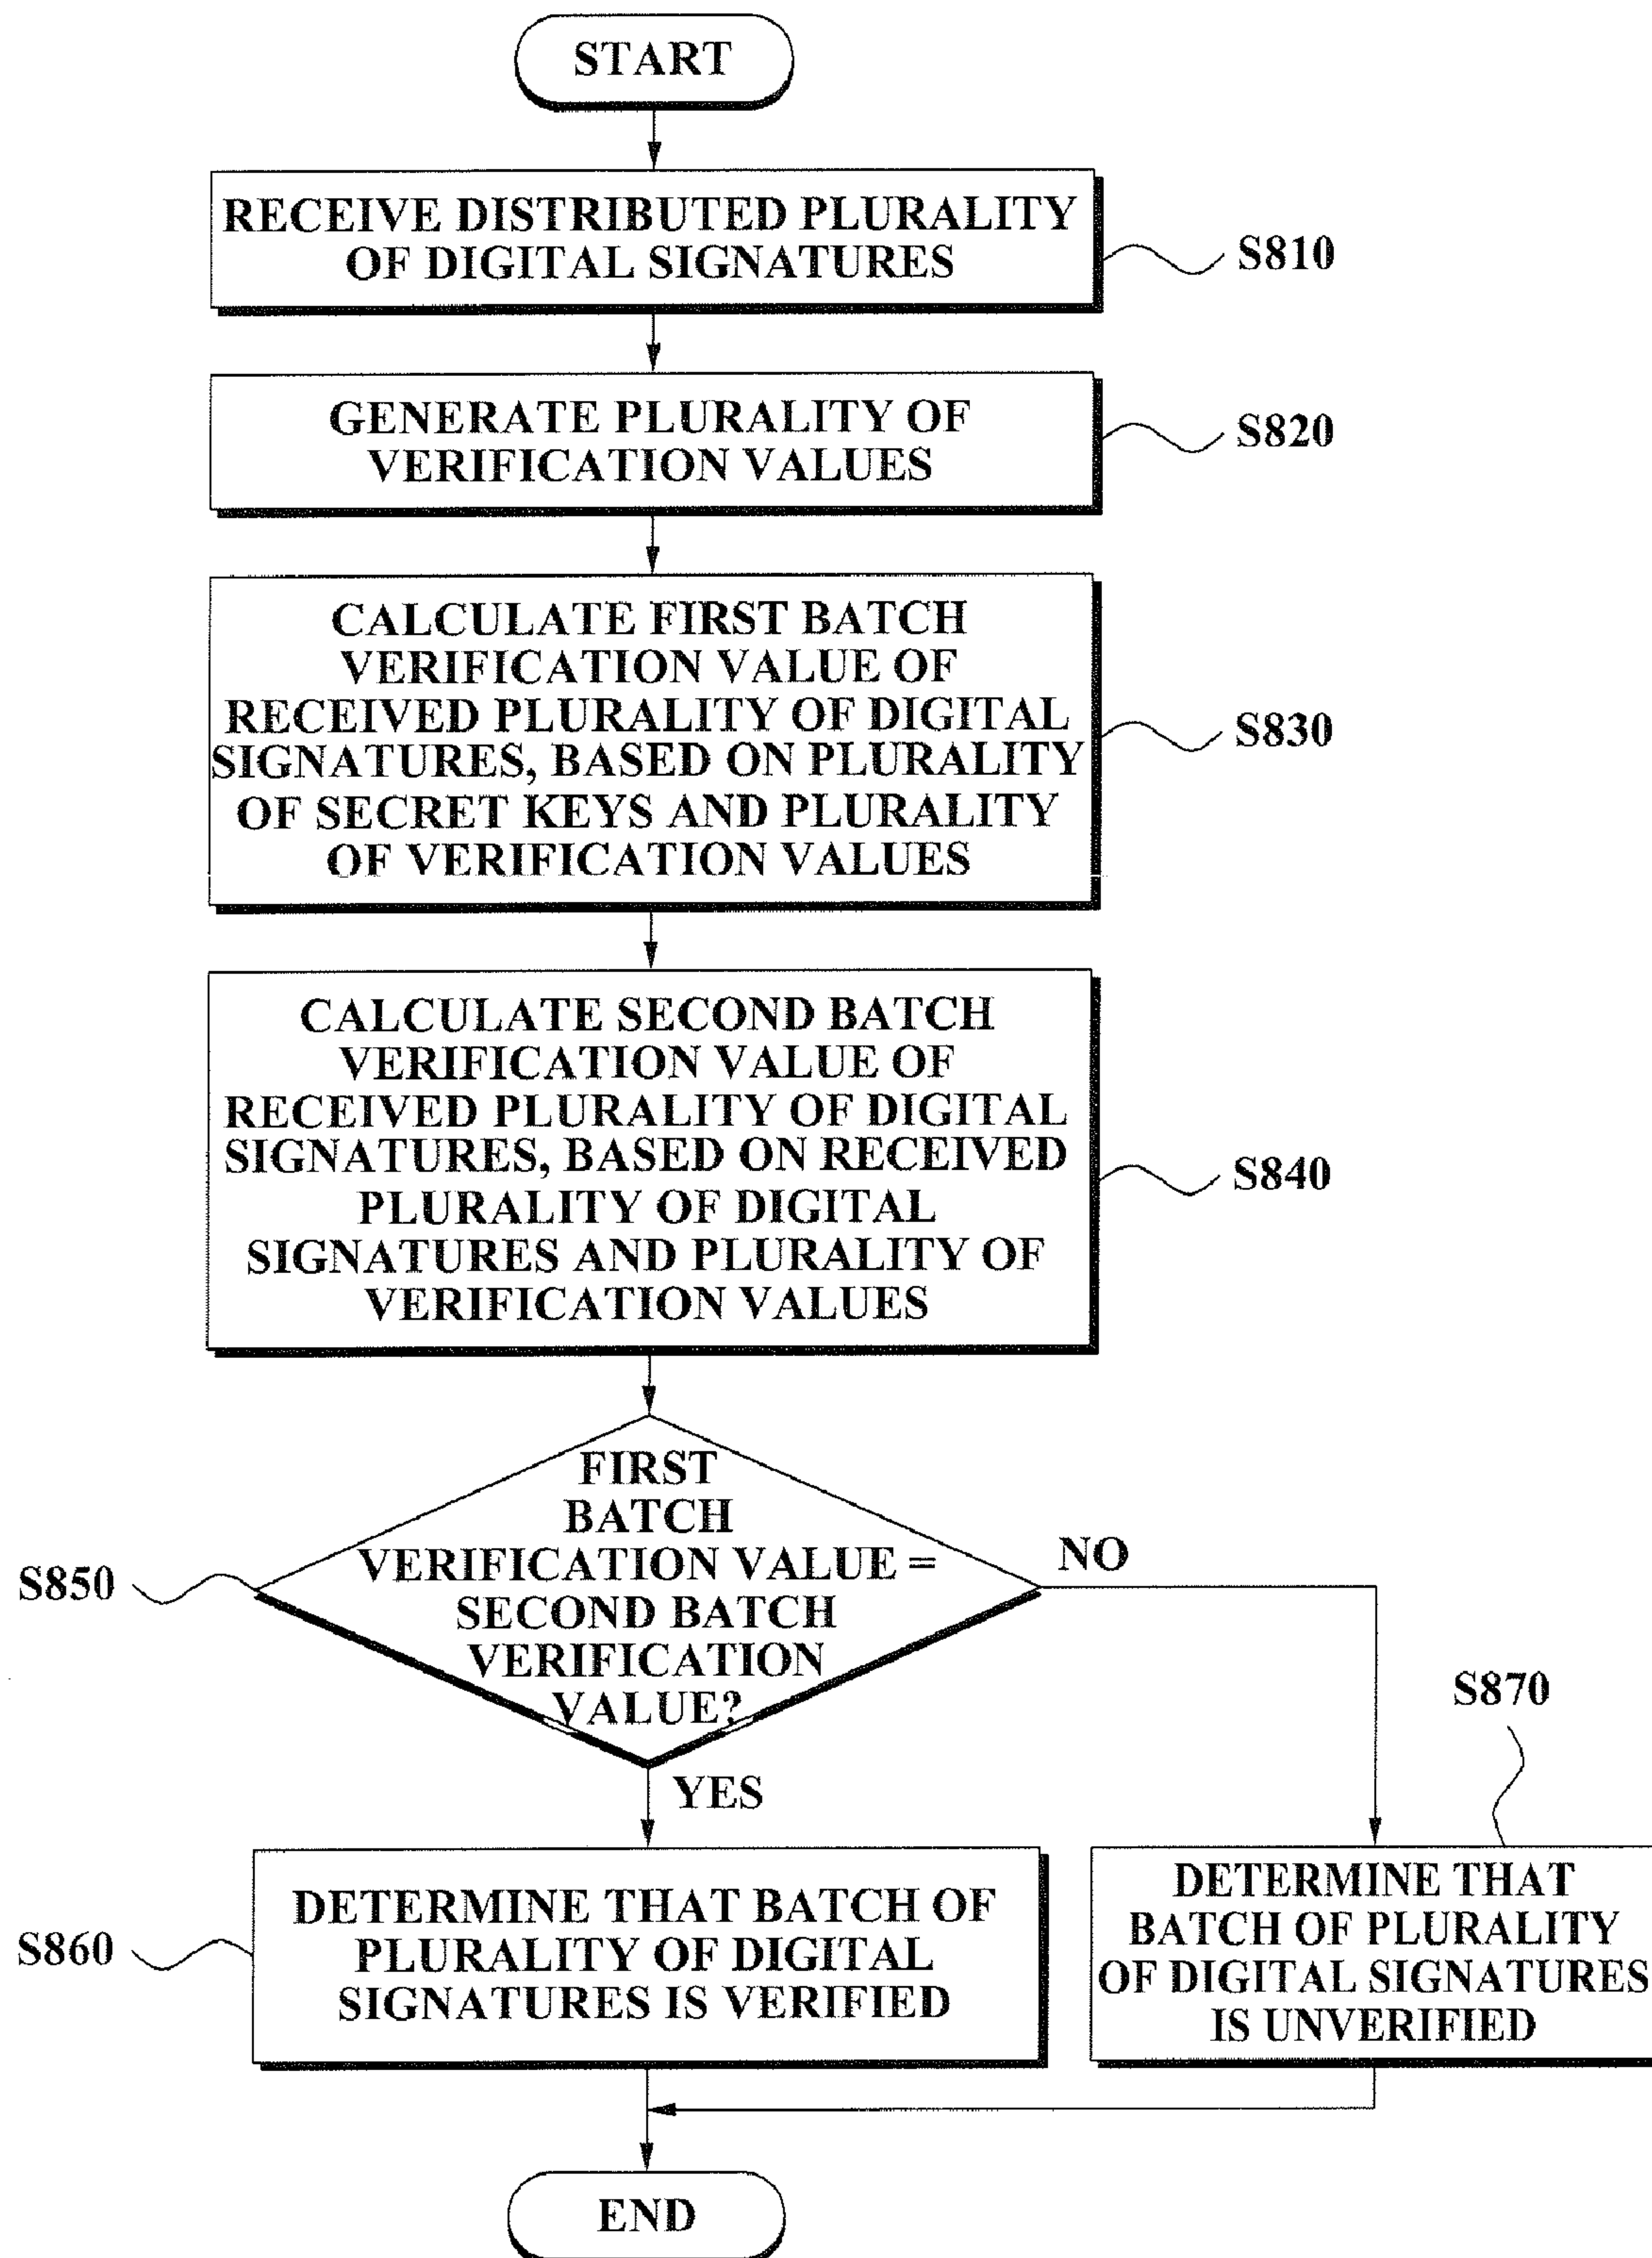 START
RECEIVE DISTRIBUTED PLURALITY
OF DIGITAL SIGNATURES
S810
GENERATE PLURALITY OF
VERIFICATION VALUES
S820
CALCULATE FIRST BATCH
VERIFICATION VALUE OF
RECEIVED PLURALITY OF DIGITAL
SIGNATURES, BASED ON PLURALITY
OF SECRET KEYS AND PLURALITY
OF VERIFICATION VALUES
S830
CALCULATE SECOND BATCH
VERIFICATION VALUE OF
RECEIVED PLURALITY OF DIGITAL
SIGNATURES, BASED ON RECEIVED
PLURALITY OF DIGITAL
SIGNATURES AND PLURALITY OF
VERIFICATION VALUES
S840
FIRST
BATCH
VERIFICATION VALUE =
SECOND BATCH
VERIFICATION
VALUE?
S850
NO
YES
S870
DETERMINE THAT BATCH OF
PLURALITY OF DIGITAL
SIGNATURES IS VERIFIED
S860
DETERMINE THAT
BATCH OF PLURALITY
OF DIGITAL SIGNATURES
IS UNVERIFIED
END